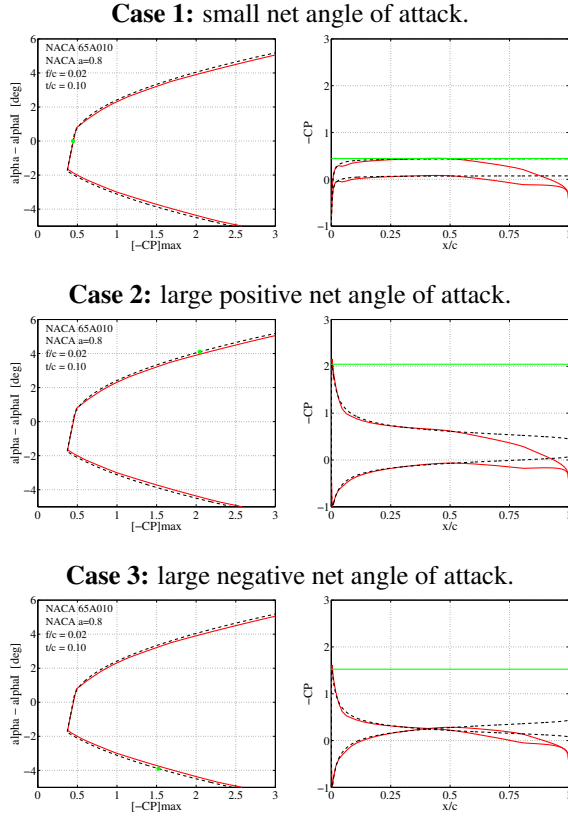 Case 1: small net angle of attack.
NACA 65A010
NACA a=0.8
f/c = 0.02
t/c = 0.10
alpha - alphaI [deg]
6
4
2
0
-2
-4
0 0.5 1 1.5 2 2.5 3
[-CP]max
-CP
3
2
1
0
-1
0 0.25 0.5 0.75 1
x/c
Case 2: large positive net angle of attack.
NACA 65A010
NACA a=0.8
f/c = 0.02
t/c = 0.10
alpha - alphaI [deg]
6
4
2
0
-2
-4
0 0.5 1 1.5 2 2.5 3
[-CP]max
-CP
3
2
1
0
-1
0 0.25 0.5 0.75 1
x/c
Case 3: large negative net angle of attack.
NACA 65A010
NACA a=0.8
f/c = 0.02
t/c = 0.10
alpha - alphaI [deg]
6
4
2
0
-2
-4
0 0.5 1 1.5 2 2.5 3
[-CP]max
-CP
3
2
1
0
-1
0 0.25 0.5 0.75 1
x/c